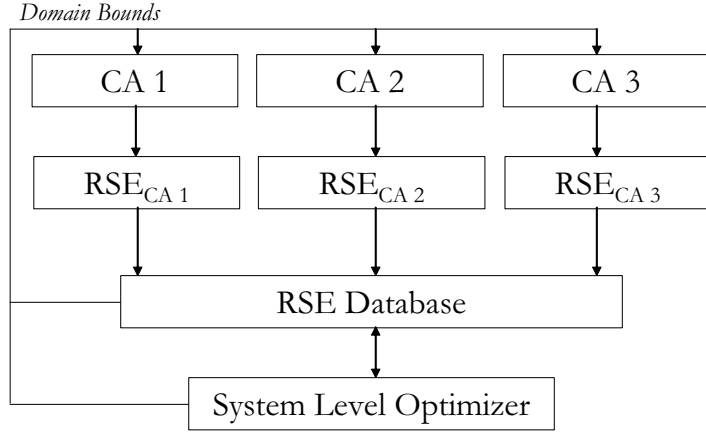 Domain Bounds
CA 1 CA 2 CA 3
RSE_CA 1 RSE_CA 2 RSE_CA 3
RSE Database
System Level Optimizer